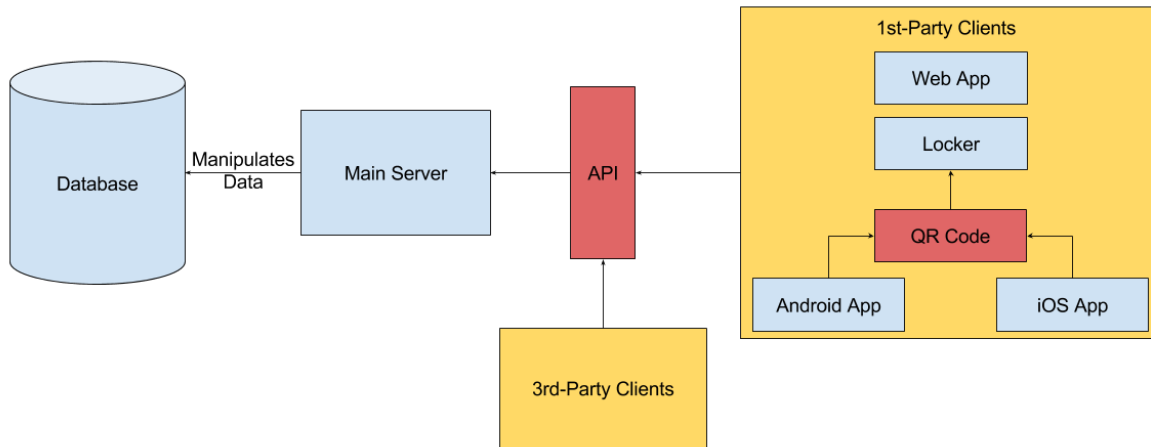 1st-Party Clients
Web App
Locker
Manipulates
Data
Database
Main Server
API
QR Code
Android App
iOS App
3rd-Party Clients